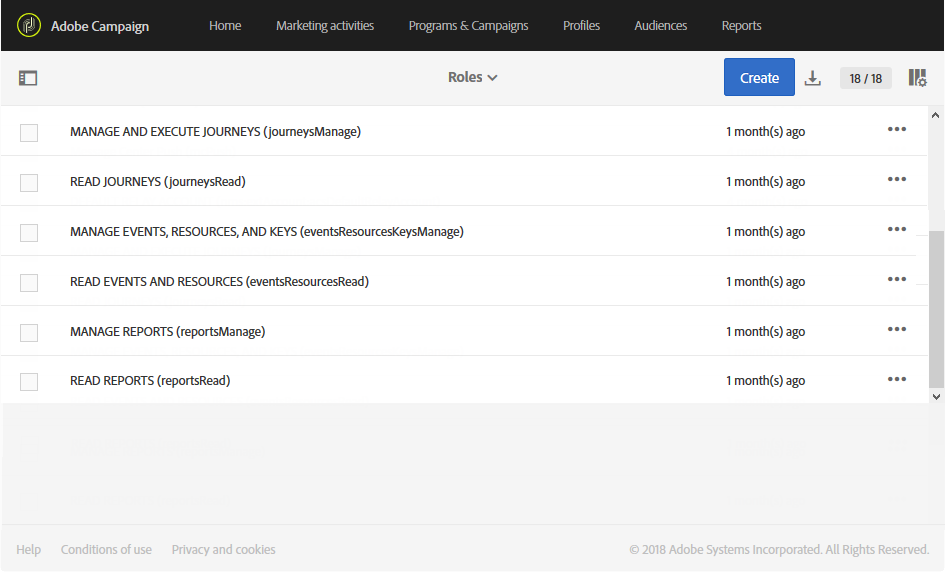 Adobe Campaign Home Marketing activities Programs & Campaigns Profiles Audiences Reports
Roles Create 18 / 18
MANAGE AND EXECUTE JOURNEYS (journeysManage) 1 month(s) ago
READ JOURNEYS (journeysRead) 1 month(s) ago
MANAGE EVENTS, RESOURCES, AND KEYS (eventsResourcesKeysManage) 1 month(s) ago
READ EVENTS AND RESOURCES (eventsResourcesRead) 1 month(s) ago
MANAGE REPORTS (reportsManage) 1 month(s) ago
READ REPORTS (reportsRead) 1 month(s) ago
Help Conditions of use Privacy and cookies © 2018 Adobe Systems Incorporated. All Rights Reserved.